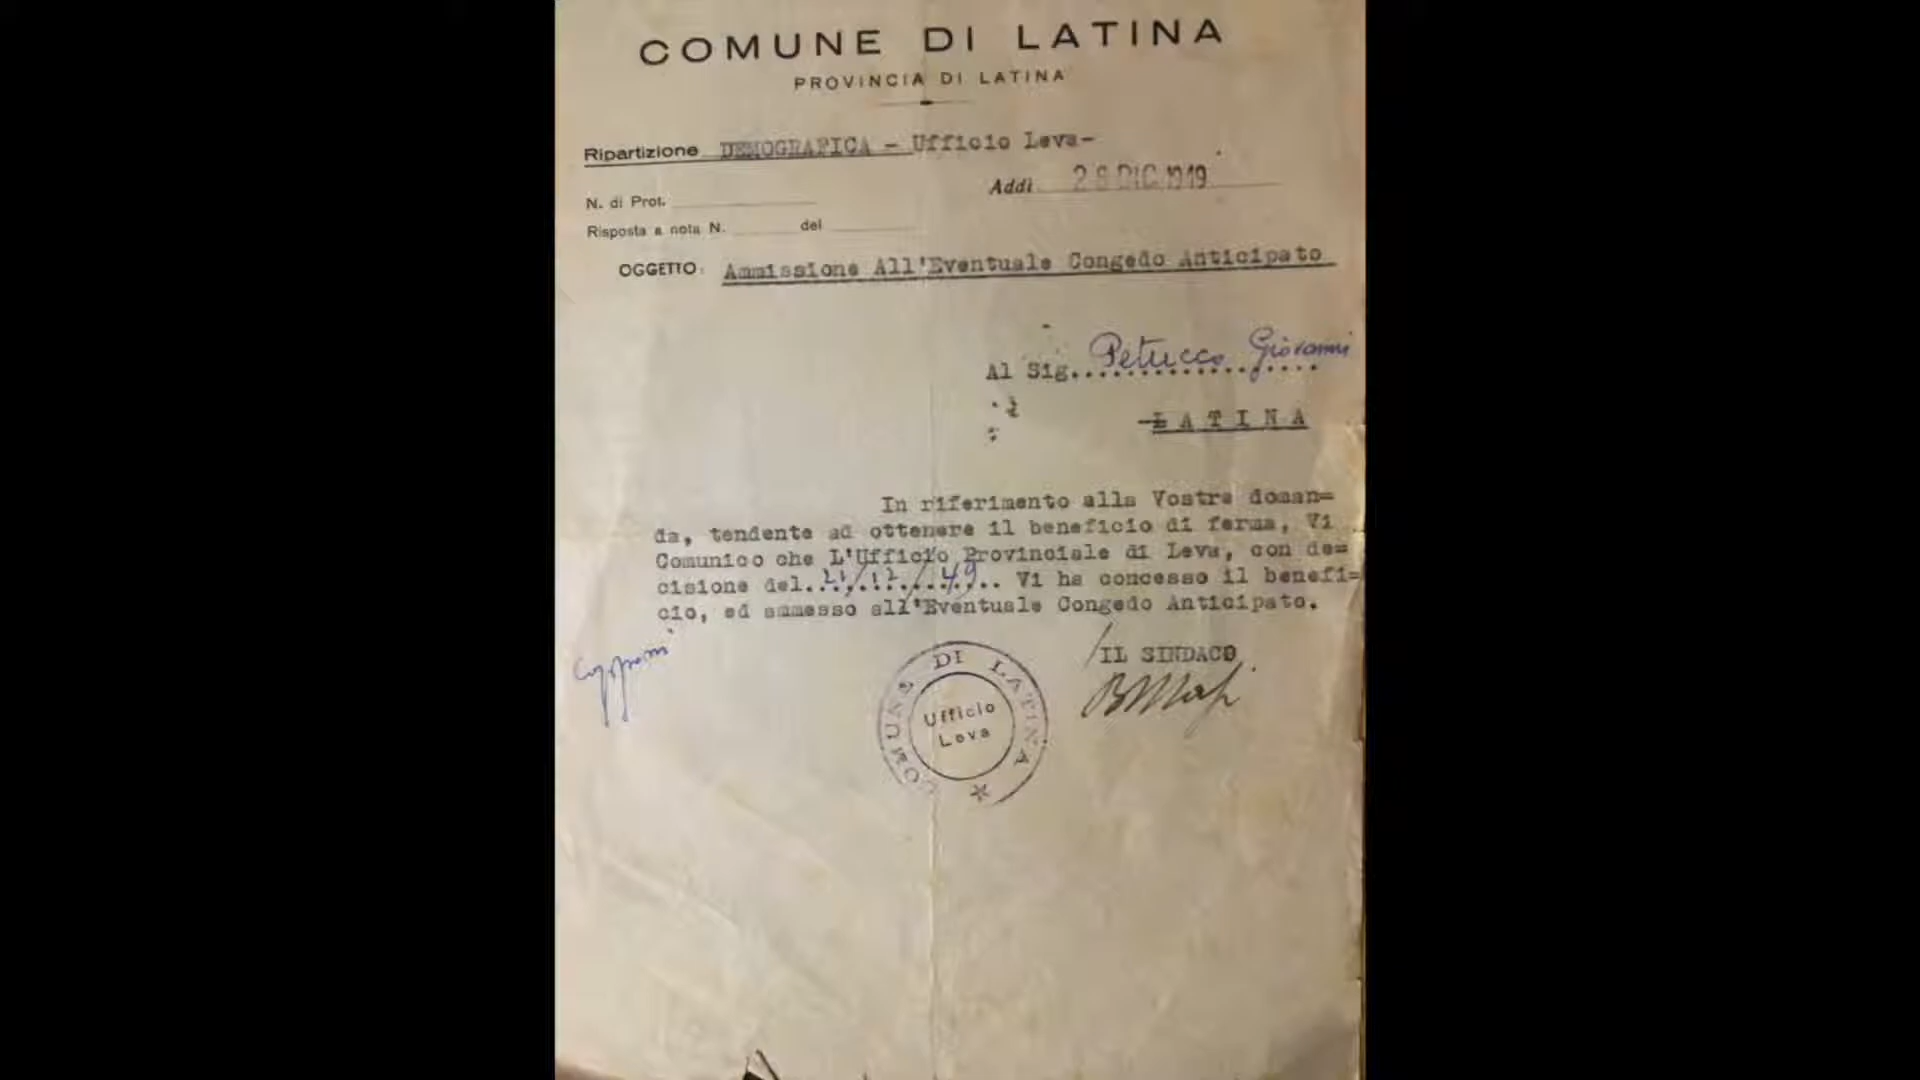 COMUNE DI LATINA
PROVINCIA DI LATINA
Ripartizione DEMOGRAFICA - Ufficio Leva-
Addì 28 DIC 1949
N. di Prot.
Risposta a nota N. del
OGGETTO: Ammissione All'Eventuale Congedo Anticipato
Al Sig. Petucco Giovanni
LATINA
In riferimento alla Vostra doman=
da, tendente ad ottenere il beneficio di ferma, Vi
Comunico che L'Ufficio Provinciale di Leva, con de=
cisione del..21/12/49... Vi ha concesso il benefi=
cio, ed ammesso all'Eventuale Congedo Anticipato.
IL SINDACO
COMUNE DI LATINA
Ufficio
Leva